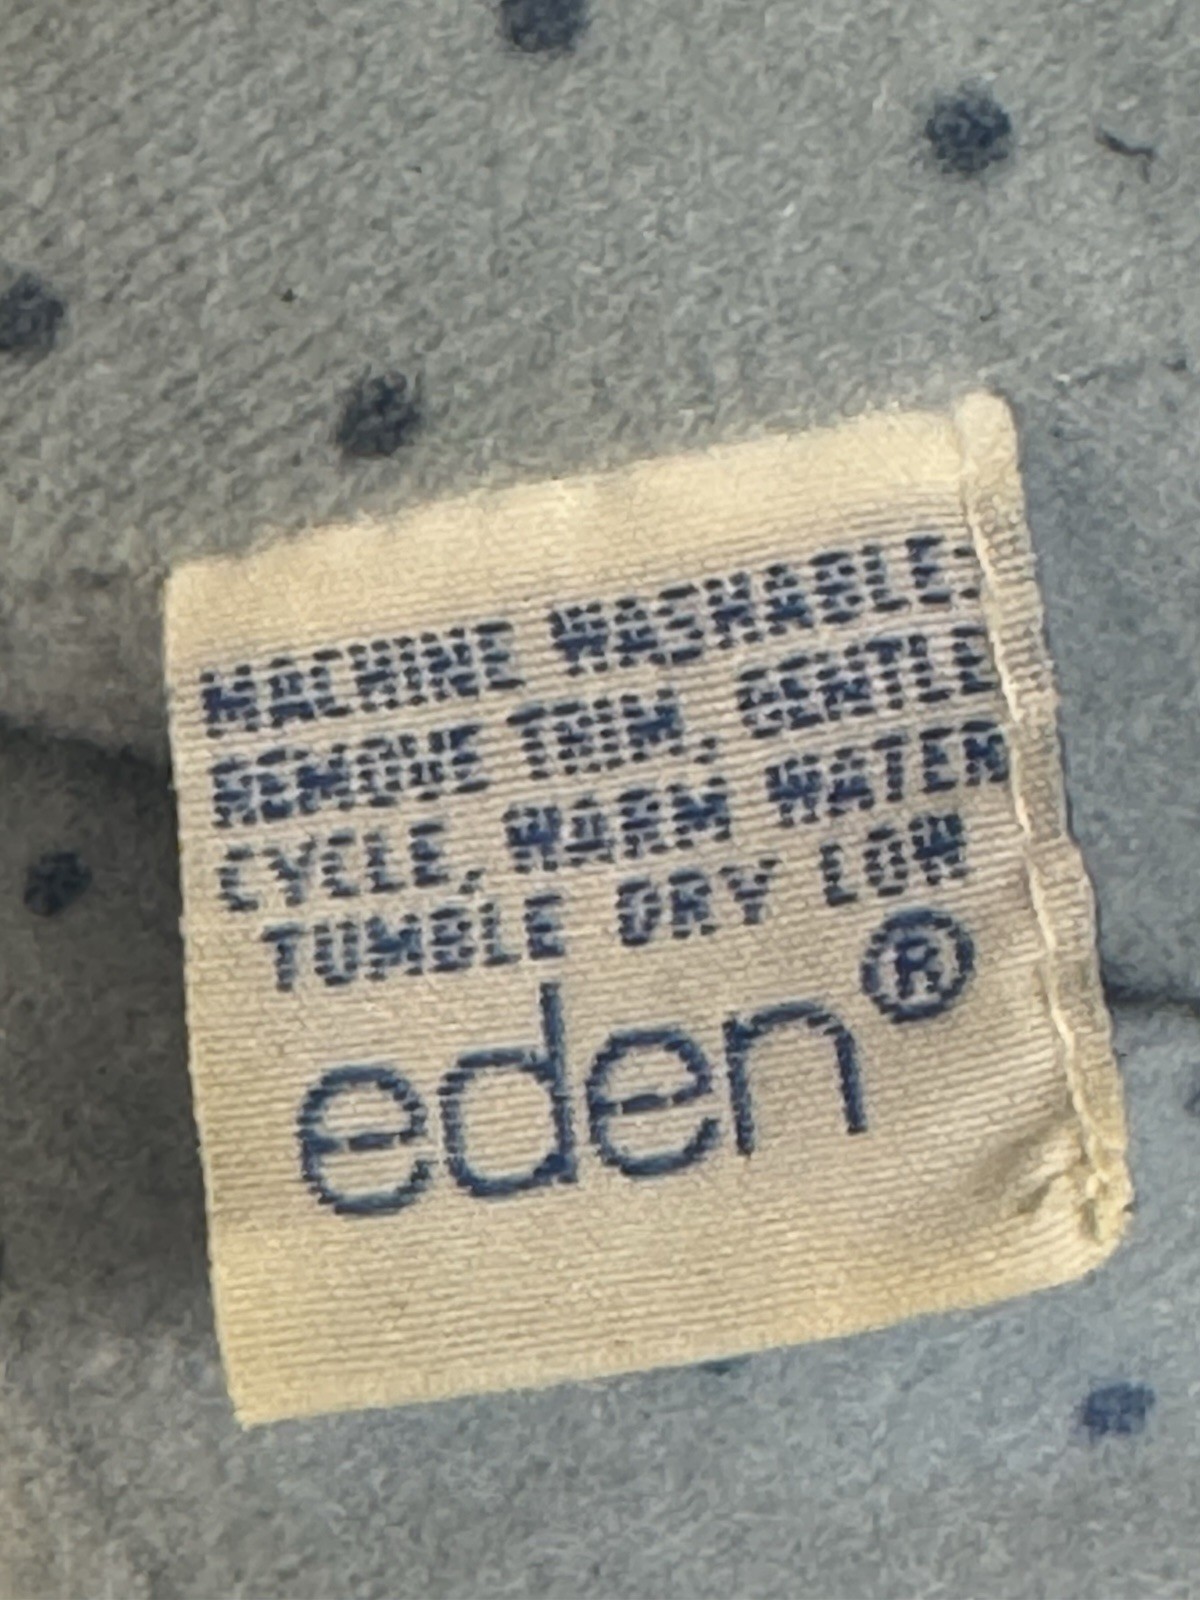 MACHINE WASHABLE:
REMOVE TRIM, GENTLE
CYCLE, WARM WATER
TUMBLE DRY LOW
eden®